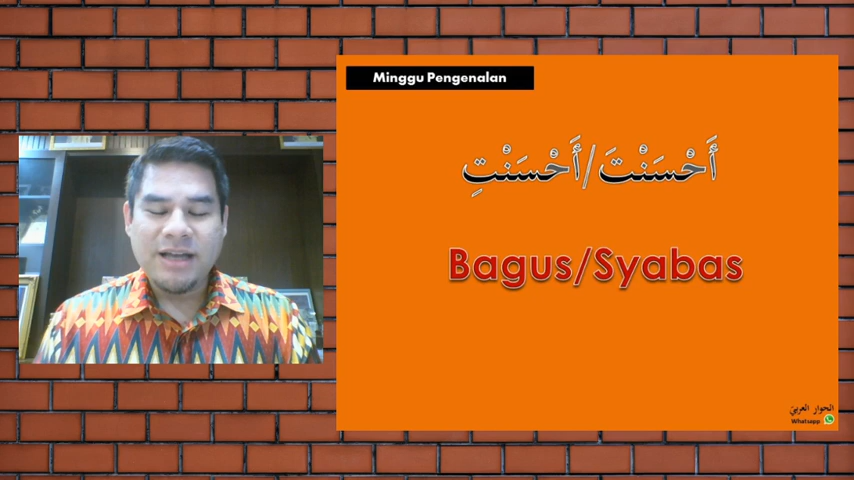 Minggu Pengenalan
أَحْسَنْتَ/أَحْسَنْتِ
Bagus/Syabas
الحوار العربي
Whatsapp